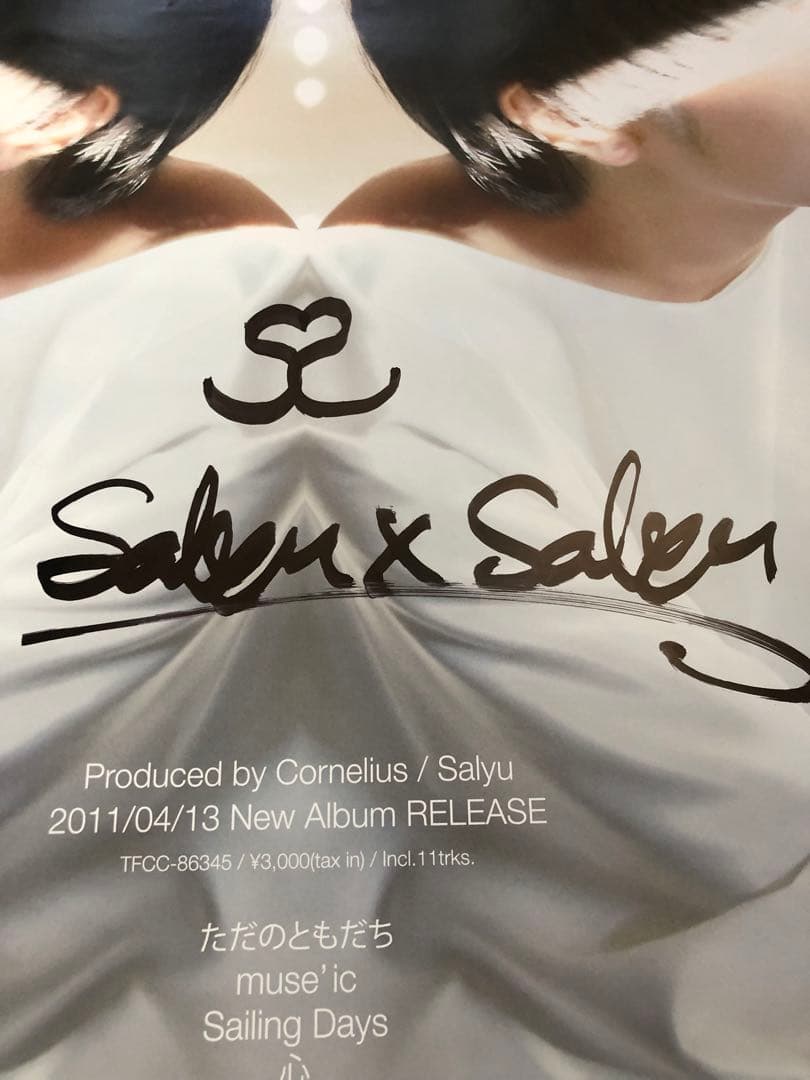 Salyu x Salyu
Produced by Cornelius / Salyu
2011/04/13 New Album RELEASE
TFCC-86345 / ¥3,000(tax in) / Incl.11trks.
ただのともだち
muse'ic
Sailing Days
心